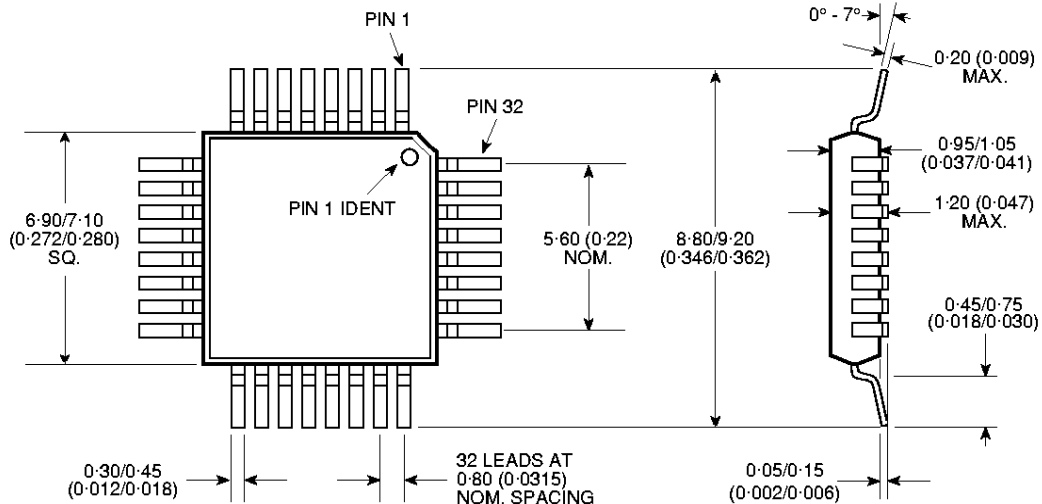 PIN 1
0° - 7°
0·20 (0·009)
MAX.
PIN 32
0·95/1·05
(0·037/0·041)
PIN 1 IDENT
6·90/7·10
(0·272/0·280)
SQ.
5·60 (0·22)
NOM.
8·80/9·20
(0·346/0·362)
1·20 (0·047)
MAX.
0·45/0·75
(0·018/0·030)
0·30/0·45
(0·012/0·018)
32 LEADS AT
0·80 (0·0315)
NOM. SPACING
0·05/0·15
(0·002/0·006)